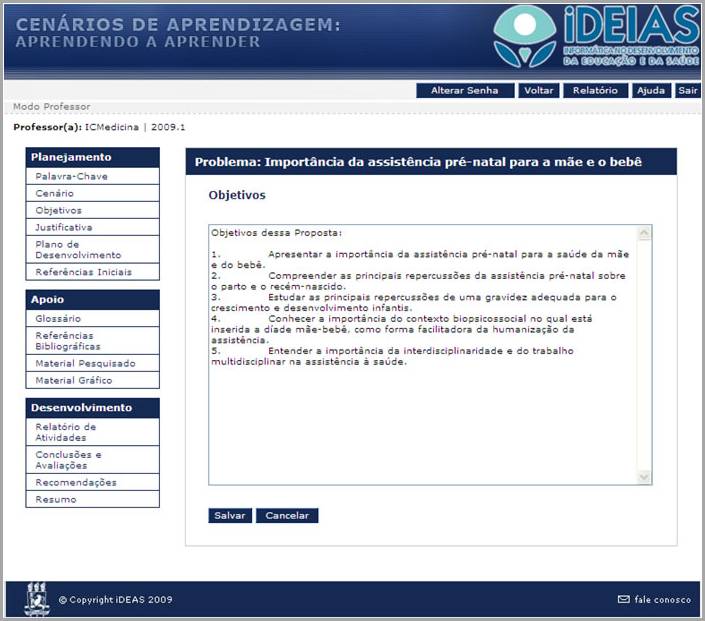 CENÁRIOS DE APRENDIZAGEM:
APRENDENDO A APRENDER
iDEIAS
INFORMÁTICA NO DESENVOLVIMENTO
DA EDUCAÇÃO E DA SAÚDE
Alterar Senha
Voltar
Relatório
Ajuda
Sair
Modo Professor
Professor(a): ICMedicina | 2009.1
Planejamento
Palavra-Chave
Cenário
Objetivos
Justificativa
Plano de
Desenvolvimento
Referências Iniciais
Apoio
Glossário
Referências
Bibliográficas
Material Pesquisado
Material Gráfico
Desenvolvimento
Relatório de
Atividades
Conclusões e
Avaliações
Recomendações
Resumo
Problema: Importância da assistência pré-natal para a mãe e o bebê
Objetivos
Objetivos dessa Proposta:
1. Apresentar a importância da assistência pré-natal para a saúde da mãe
e do bebê.
2. Compreender as principais repercussões da assistência pré-natal sobre
o parto e o recém-nascido.
3. Estudar as principais repercussões de uma gravidez adequada para o
crescimento e desenvolvimento infantis.
4. Conhecer a importância do contexto biopsicossocial no qual está
inserida a díade mãe-bebê, como forma facilitadora da humanização da
assistência.
5. Entender a importância da interdisciplinaridade e do trabalho
multidisciplinar na assistência à saúde.
Salvar
Cancelar
© Copyright iDEAS 2009
fale conosco